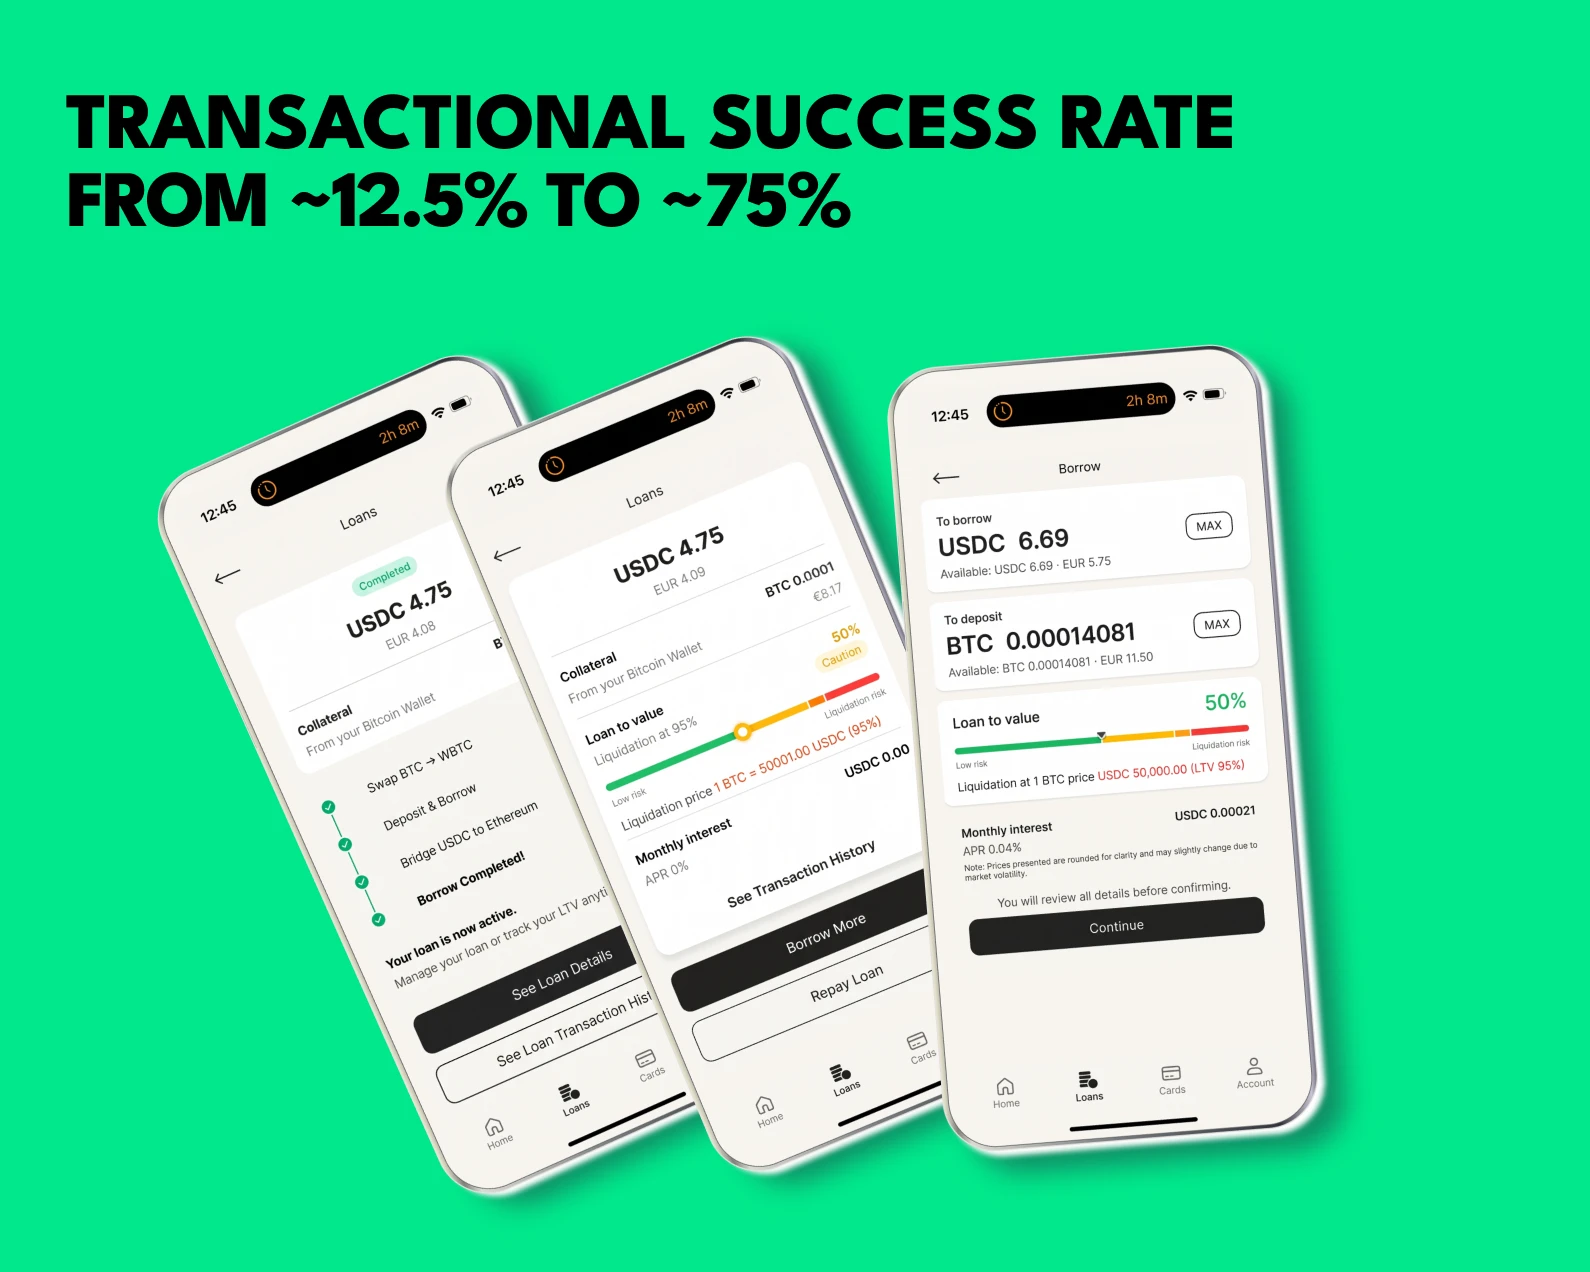 TRANSACTIONAL SUCCESS RATE
FROM ~12.5% TO ~75%
12:45
2h 8m
Loans
Completed
USDC 4.75
EUR 4.08
Collateral
From your Bitcoin Wallet
Swap BTC → WBTC
Deposit & Borrow
Bridge USDC to Ethereum
Borrow Completed!
Your loan is now active.
Manage your loan or track your LTV
See Loan Details
See Loan Transaction
Home
Loans
Cards
12:45
2h 8m
Loans
USDC 4.75
EUR 4.09
Collateral
BTC 0.0001
From your Bitcoin Wallet
€8.17
Loan to value
50%
Liquidation at 95%
Caution
Low risk
Liquidation risk
Liquidation price 1 BTC = 50001.00 USDC (95%)
Monthly interest
USDC 0.00
APR 0%
See Transaction History
Borrow More
Repay Loan
Home
Loans
Cards
12:45
2h 8m
Borrow
To borrow
USDC 6.69
MAX
Available: USDC 6.69 · EUR 5.75
To deposit
BTC 0.00014081
MAX
Available: BTC 0.00014081 · EUR 11.50
Loan to value
50%
Low risk
Liquidation risk
Liquidation at 1 BTC price USDC 50,000.00 (LTV 95%)
Monthly interest
USDC 0.00021
APR 0.04%
Note: Prices presented are rounded for clarity and may slightly change due to
market volatility.
You will review all details before confirming.
Continue
Home
Loans
Cards
Account